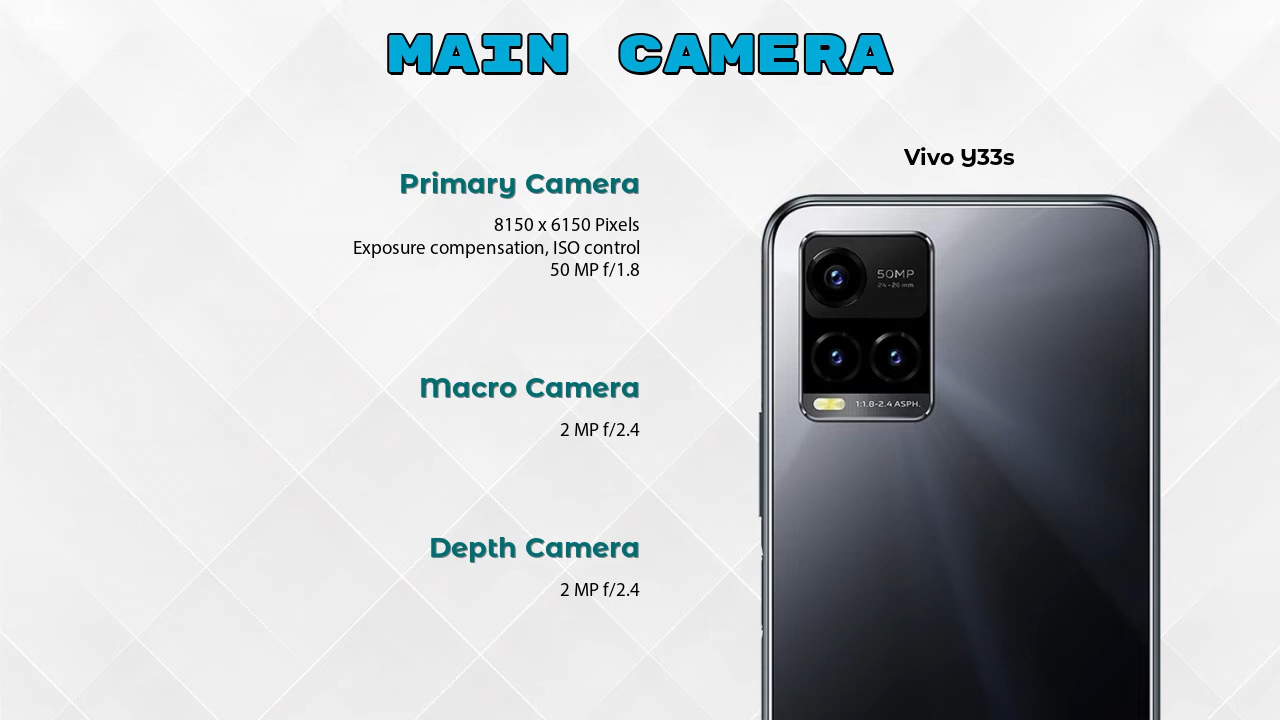 MAIN CAMERA
Vivo Y33s
Primary Camera
8150 x 6150 Pixels
Exposure compensation, ISO control
50 MP f/1.8
Macro Camera
2 MP f/2.4
Depth Camera
2 MP f/2.4
50MP
24-26 mm
1:1.8-2.4 ASPH.